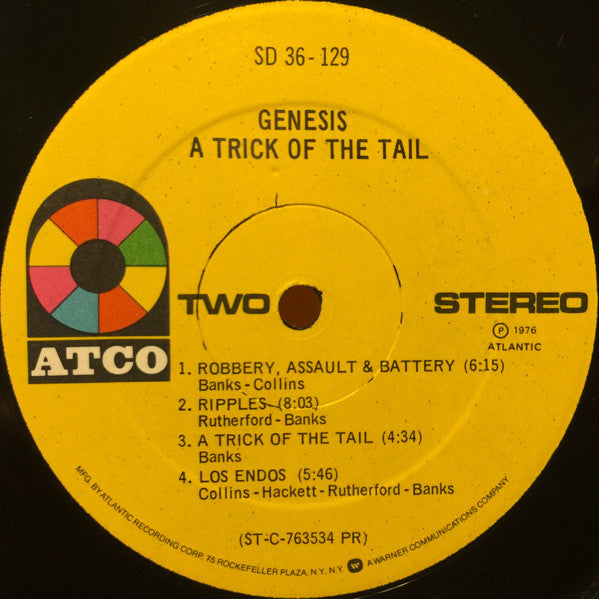 SD 36-129
GENESIS
A TRICK OF THE TAIL
ATCO
TWO
STEREO
Ⓟ 1976
ATLANTIC
1. ROBBERY, ASSAULT & BATTERY (6:15)
Banks-Collins
2. RIPPLES (8:03)
Rutherford-Banks
3. A TRICK OF THE TAIL (4:34)
Banks
4. LOS ENDOS (5:46)
Collins-Hackett-Rutherford-Banks
(ST-C-763534 PR)
MFG. BY ATLANTIC RECORDING CORP. 75 ROCKEFELLER PLAZA, N.Y., N.Y. W A WARNER COMMUNICATIONS COMPANY